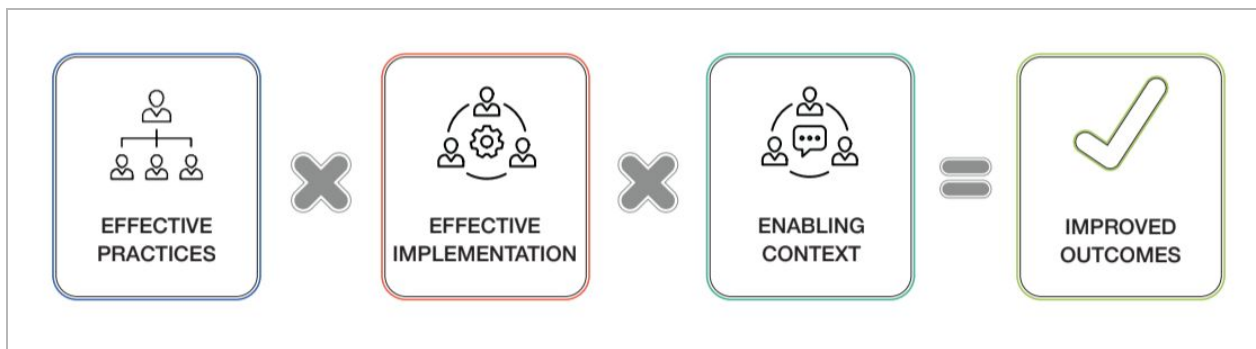 EFFECTIVE
PRACTICES
EFFECTIVE
IMPLEMENTATION
ENABLING
CONTEXT
IMPROVED
OUTCOMES